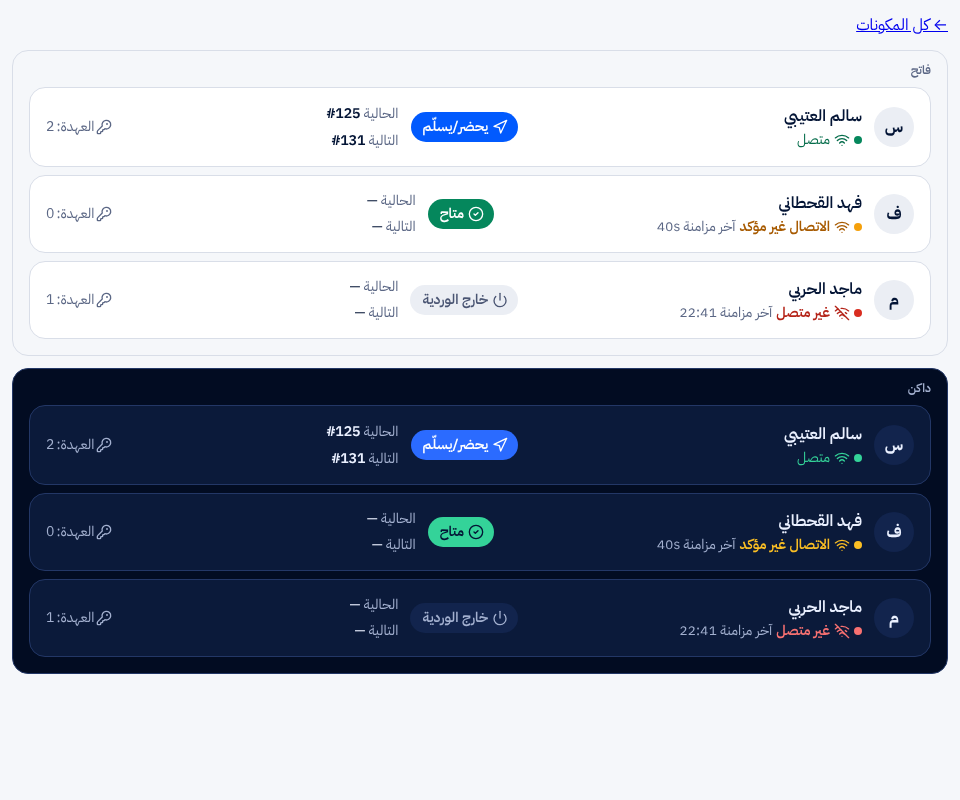 ← كل المكونات
فاتح
س
سالم العتيبي
متصل
يحضر/يسلّم
الحالية #125
التالية #131
العهدة: 2
ف
فهد القحطاني
الاتصال غير مؤكد آخر مزامنة 40s
متاح
الحالية —
التالية —
العهدة: 0
م
ماجد الحربي
غير متصل آخر مزامنة 22:41
خارج الوردية
الحالية —
التالية —
العهدة: 1
داكن
س
سالم العتيبي
متصل
يحضر/يسلّم
الحالية #125
التالية #131
العهدة: 2
ف
فهد القحطاني
الاتصال غير مؤكد آخر مزامنة 40s
متاح
الحالية —
التالية —
العهدة: 0
م
ماجد الحربي
غير متصل آخر مزامنة 22:41
خارج الوردية
الحالية —
التالية —
العهدة: 1